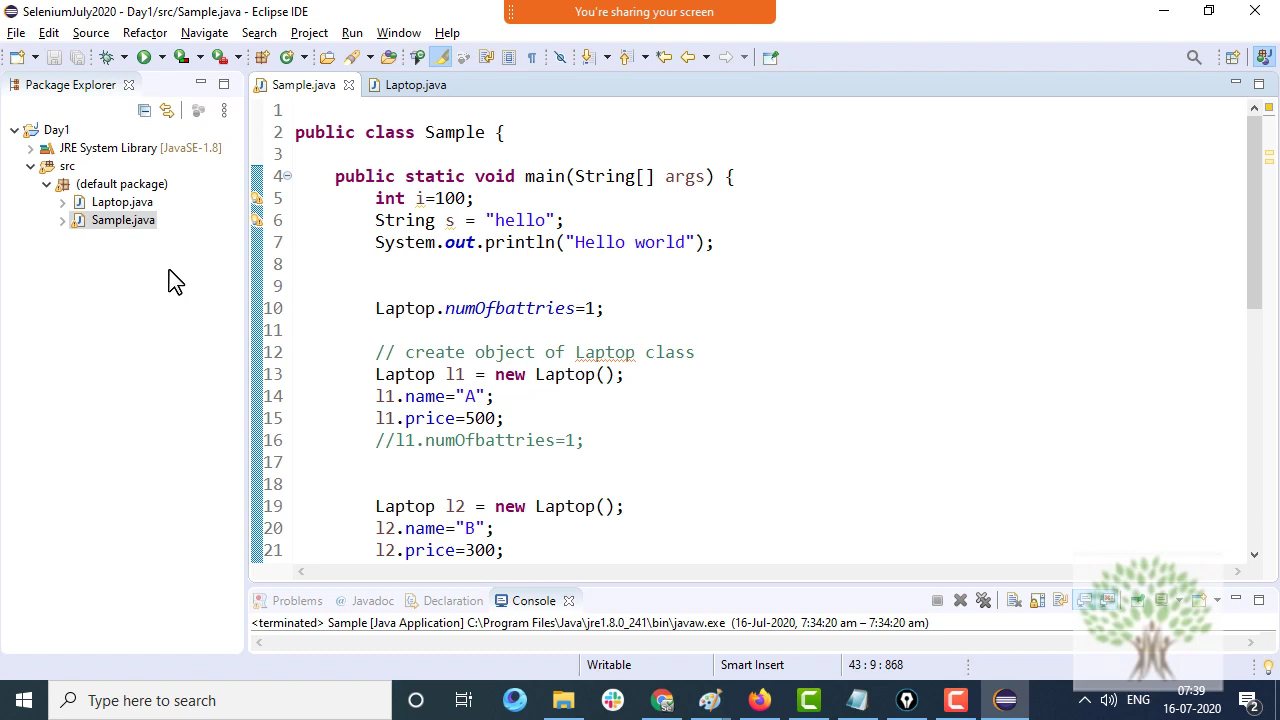 SeleniumJuly2020 - Day1/src/Sample.java - Eclipse IDE
You're sharing your screen
File Edit Source Refactor Navigate Search Project Run Window Help
Package Explorer
Sample.java
Laptop.java
Day1
JRE System Library [JavaSE-1.8]
src
(default package)
Laptop.java
Sample.java
1
2 public class Sample {
3
4 public static void main(String[] args) {
5 int i=100;
6 String s = "hello";
7 System.out.println("Hello world");
8
9
10 Laptop.numOfbattries=1;
11
12 // create object of Laptop class
13 Laptop l1 = new Laptop();
14 l1.name="A";
15 l1.price=500;
16 //l1.numOfbattries=1;
17
18
19 Laptop l2 = new Laptop();
20 l2.name="B";
21 l2.price=300;
Problems @ Javadoc Declaration Console
<terminated> Sample [Java Application] C:\Program Files\Java\jre1.8.0_241\bin\javaw.exe (16-Jul-2020, 7:34:20 am – 7:34:20 am)
Writable Smart Insert 43 : 9 : 868
Type here to search
ENG
07:39
16-07-2020
2